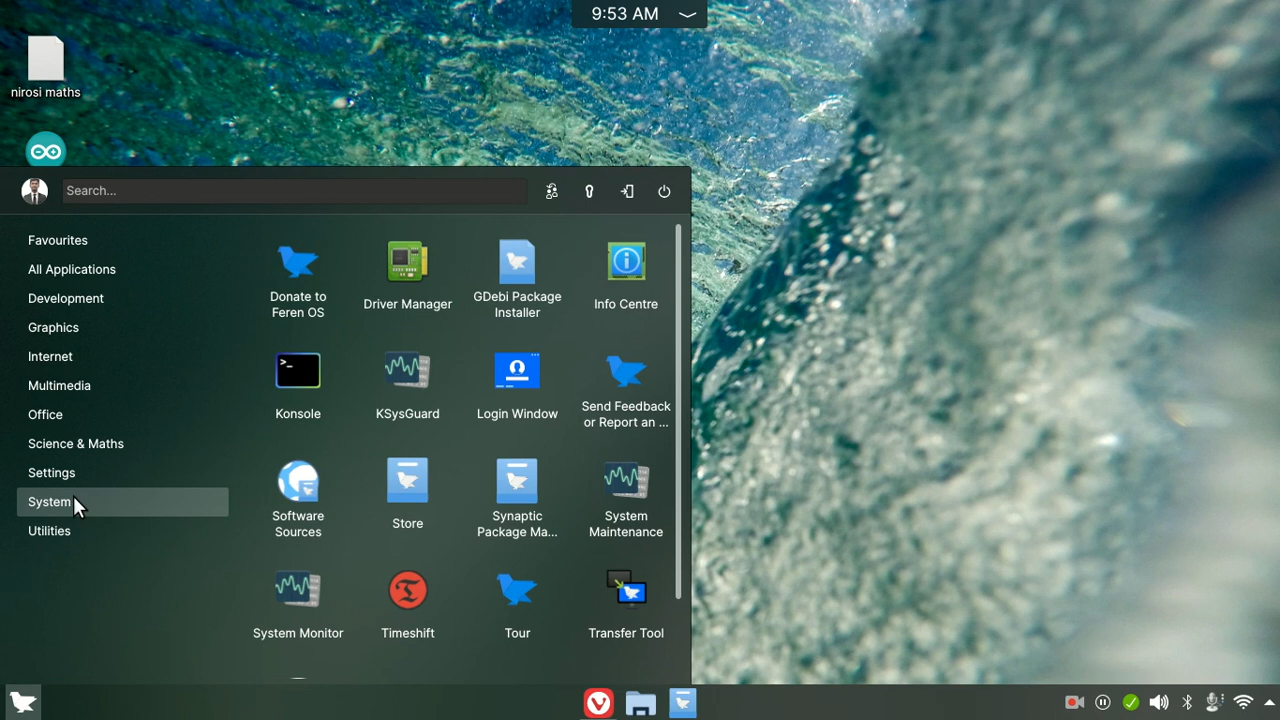 9:53 AM
nirosi maths
Search...
Favourites
All Applications
Development
Graphics
Internet
Multimedia
Office
Science & Maths
Settings
System
Utilities
Donate to
Feren OS
Driver Manager
GDebi Package
Installer
Info Centre
Konsole
KSysGuard
Login Window
Send Feedback
or Report an ...
Software
Sources
Store
Synaptic
Package Ma...
System
Maintenance
System Monitor
Timeshift
Tour
Transfer Tool